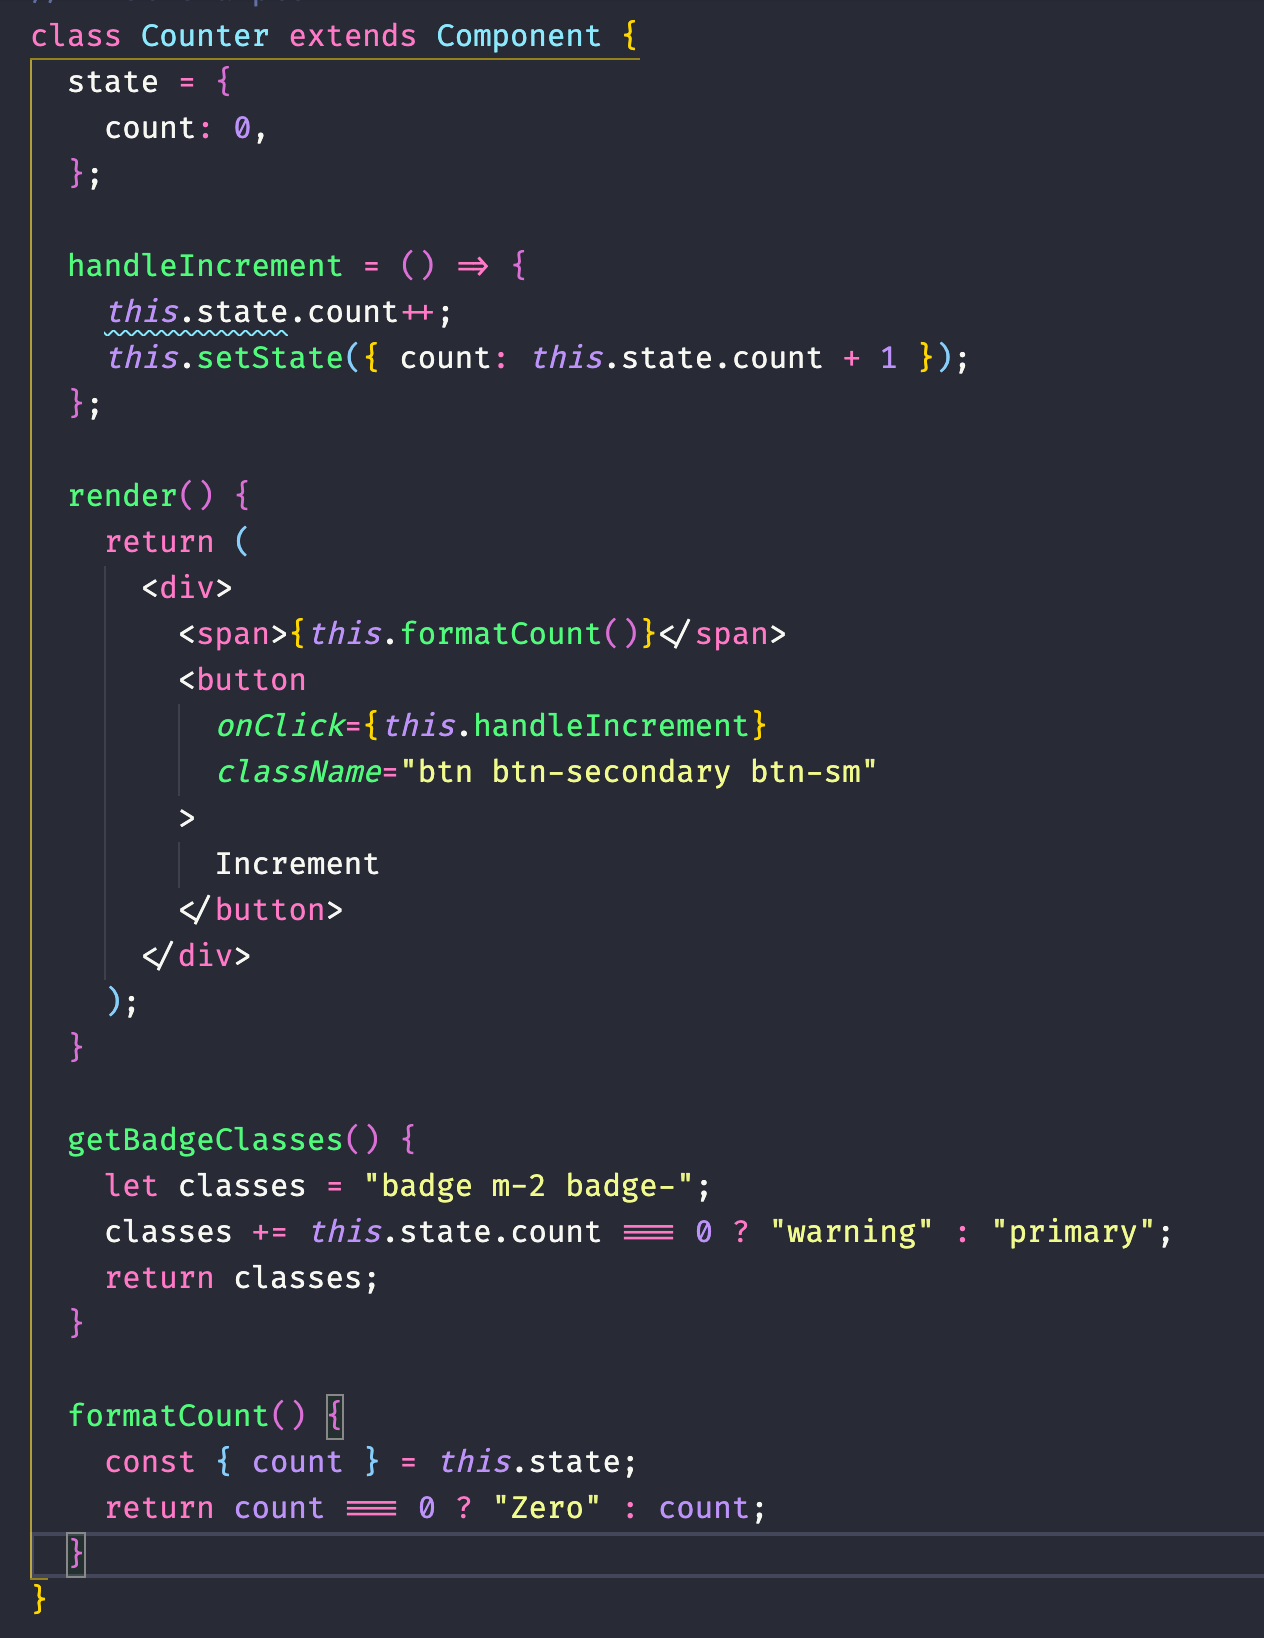 class Counter extends Component {
  state = {
    count: 0,
  };

  handleIncrement = () => {
    this.state.count++;
    this.setState({ count: this.state.count + 1 });
  };

  render() {
    return (
      <div>
        <span>{this.formatCount()}</span>
        <button
          onClick={this.handleIncrement}
          className="btn btn-secondary btn-sm"
        >
          Increment
        </button>
      </div>
    );
  }

  getBadgeClasses() {
    let classes = "badge m-2 badge-";
    classes += this.state.count === 0 ? "warning" : "primary";
    return classes;
  }

  formatCount() {
    const { count } = this.state;
    return count === 0 ? "Zero" : count;
  }
}